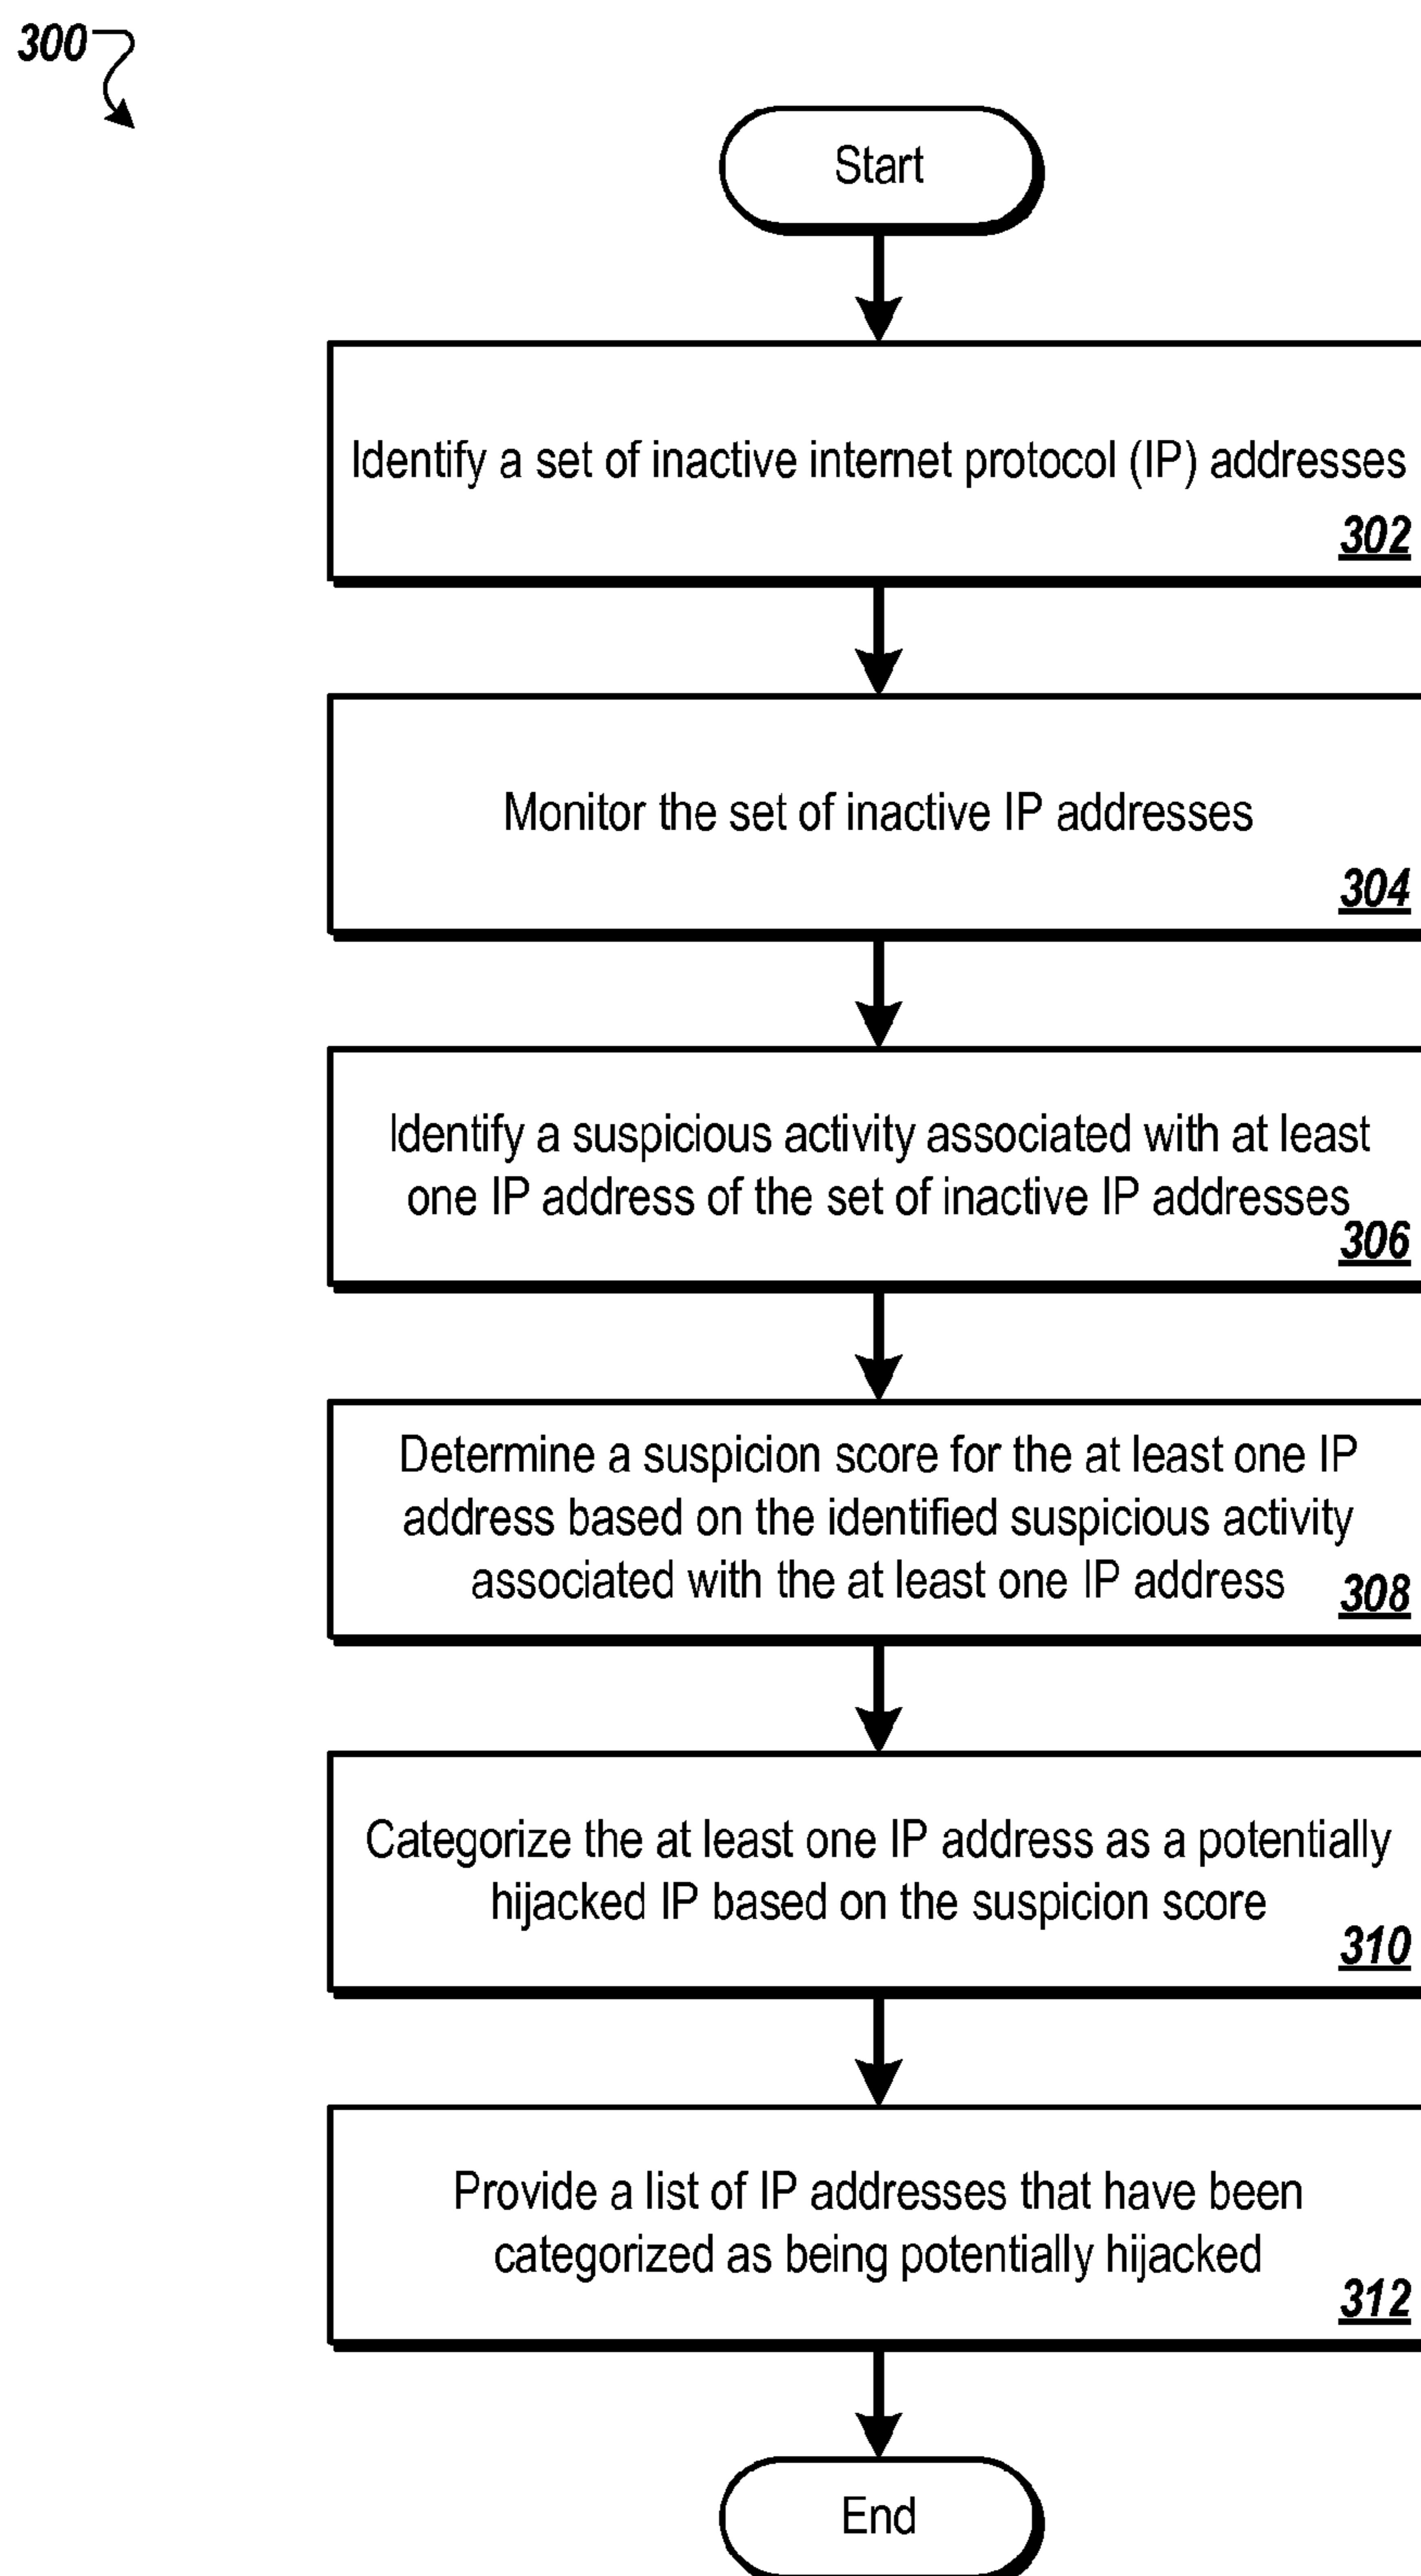 300
Start
Identify a set of inactive internet protocol (IP) addresses
302
Monitor the set of inactive IP addresses
304
Identify a suspicious activity associated with at least
one IP address of the set of inactive IP addresses
306
Determine a suspicion score for the at least one IP
address based on the identified suspicious activity
associated with the at least one IP address
308
Categorize the at least one IP address as a potentially
hijacked IP based on the suspicion score
310
Provide a list of IP addresses that have been
categorized as being potentially hijacked
312
End